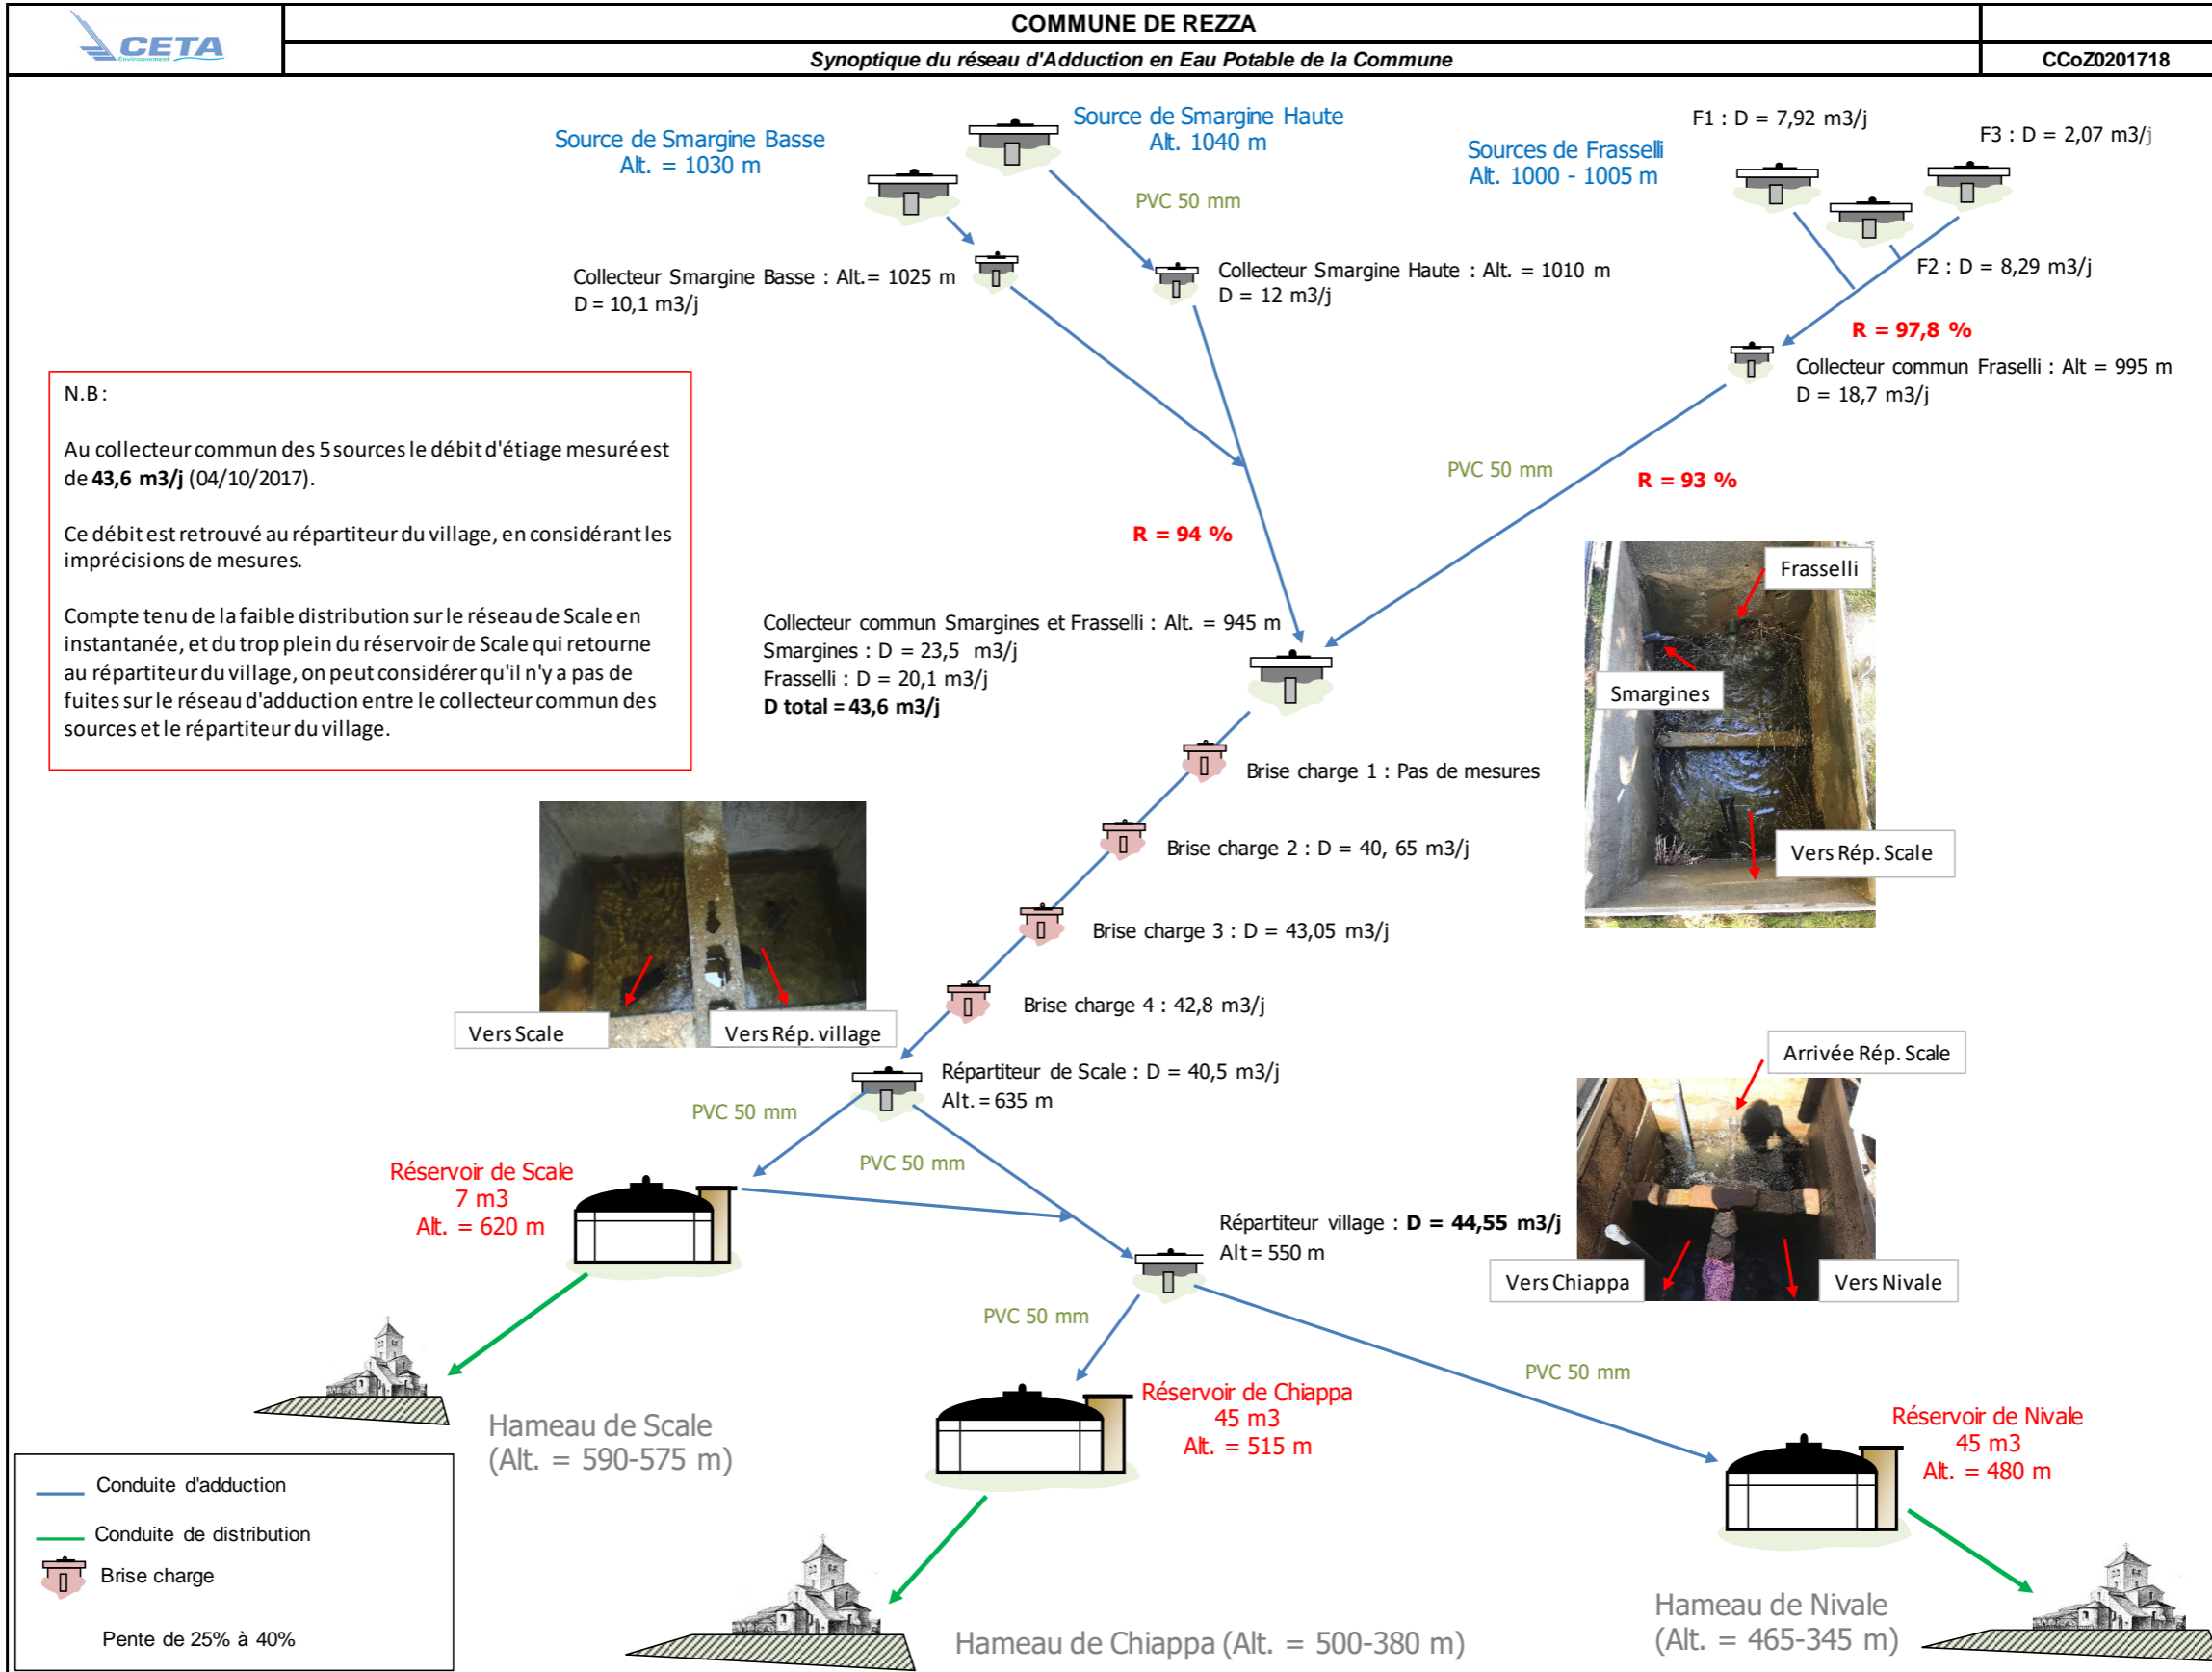 CETA
Environnement
COMMUNE DE REZZA
Synoptique du réseau d'Adduction en Eau Potable de la Commune
CCoZ0201718
Source de Smargine Basse
Alt. = 1030 m
Source de Smargine Haute
Alt. 1040 m
Sources de Frasselli
Alt. 1000 - 1005 m
F1 : D = 7,92 m3/j
F3 : D = 2,07 m3/j
PVC 50 mm
F2 : D = 8,29 m3/j
Collecteur Smargine Basse : Alt.= 1025 m
D = 10,1 m3/j
Collecteur Smargine Haute : Alt. = 1010 m
D = 12 m3/j
R = 97,8 %
Collecteur commun Fraselli : Alt = 995 m
D = 18,7 m3/j
N.B :
Au collecteur commun des 5 sources le débit d'étiage mesuré est
de 43,6 m3/j (04/10/2017).
Ce débit est retrouvé au répartiteur du village, en considérant les
imprécisions de mesures.
Compte tenu de la faible distribution sur le réseau de Scale en
instantanée, et du trop plein du réservoir de Scale qui retourne
au répartiteur du village, on peut considérer qu'il n'y a pas de
fuites sur le réseau d'adduction entre le collecteur commun des
sources et le répartiteur du village.
PVC 50 mm
R = 93 %
R = 94 %
Frasselli
Smargines
Vers Rép. Scale
Collecteur commun Smargines et Frasselli : Alt. = 945 m
Smargines : D = 23,5 m3/j
Frasselli : D = 20,1 m3/j
D total = 43,6 m3/j
Brise charge 1 : Pas de mesures
Brise charge 2 : D = 40, 65 m3/j
Brise charge 3 : D = 43,05 m3/j
Brise charge 4 : 42,8 m3/j
Vers Scale
Vers Rép. village
Répartiteur de Scale : D = 40,5 m3/j
Alt. = 635 m
Arrivée Rép. Scale
Vers Chiappa
Vers Nivale
PVC 50 mm
PVC 50 mm
Réservoir de Scale
7 m3
Alt. = 620 m
Répartiteur village : D = 44,55 m3/j
Alt = 550 m
PVC 50 mm
PVC 50 mm
Hameau de Scale
(Alt. = 590-575 m)
Réservoir de Chiappa
45 m3
Alt. = 515 m
Réservoir de Nivale
45 m3
Alt. = 480 m
Conduite d'adduction
Conduite de distribution
Brise charge
Pente de 25% à 40%
Hameau de Chiappa (Alt. = 500-380 m)
Hameau de Nivale
(Alt. = 465-345 m)